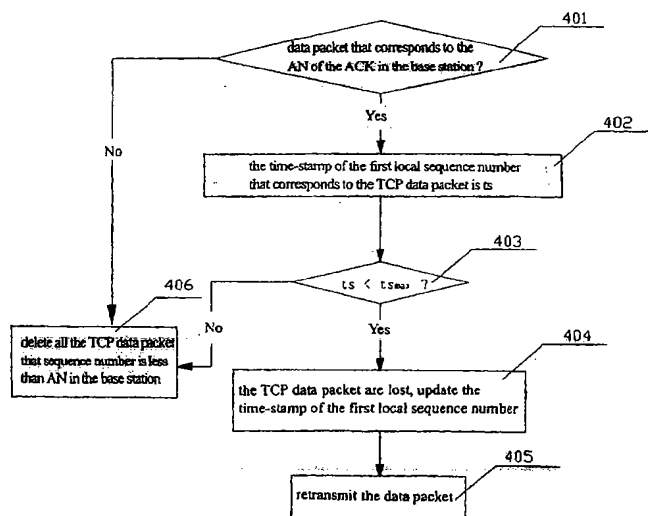 401
data packet that corresponds to the
AN of the ACK in the base station ?
Yes
No
402
the time-stamp of the first local sequence number
that corresponds to the TCP data packet is ts
403
ts < tsmax ?
No
Yes
406
delete all the TCP data packet
that sequence number is less
than AN in the base station
404
the TCP data packet are lost, update the
time-stamp of the first local sequence number
405
retransmit the data packet